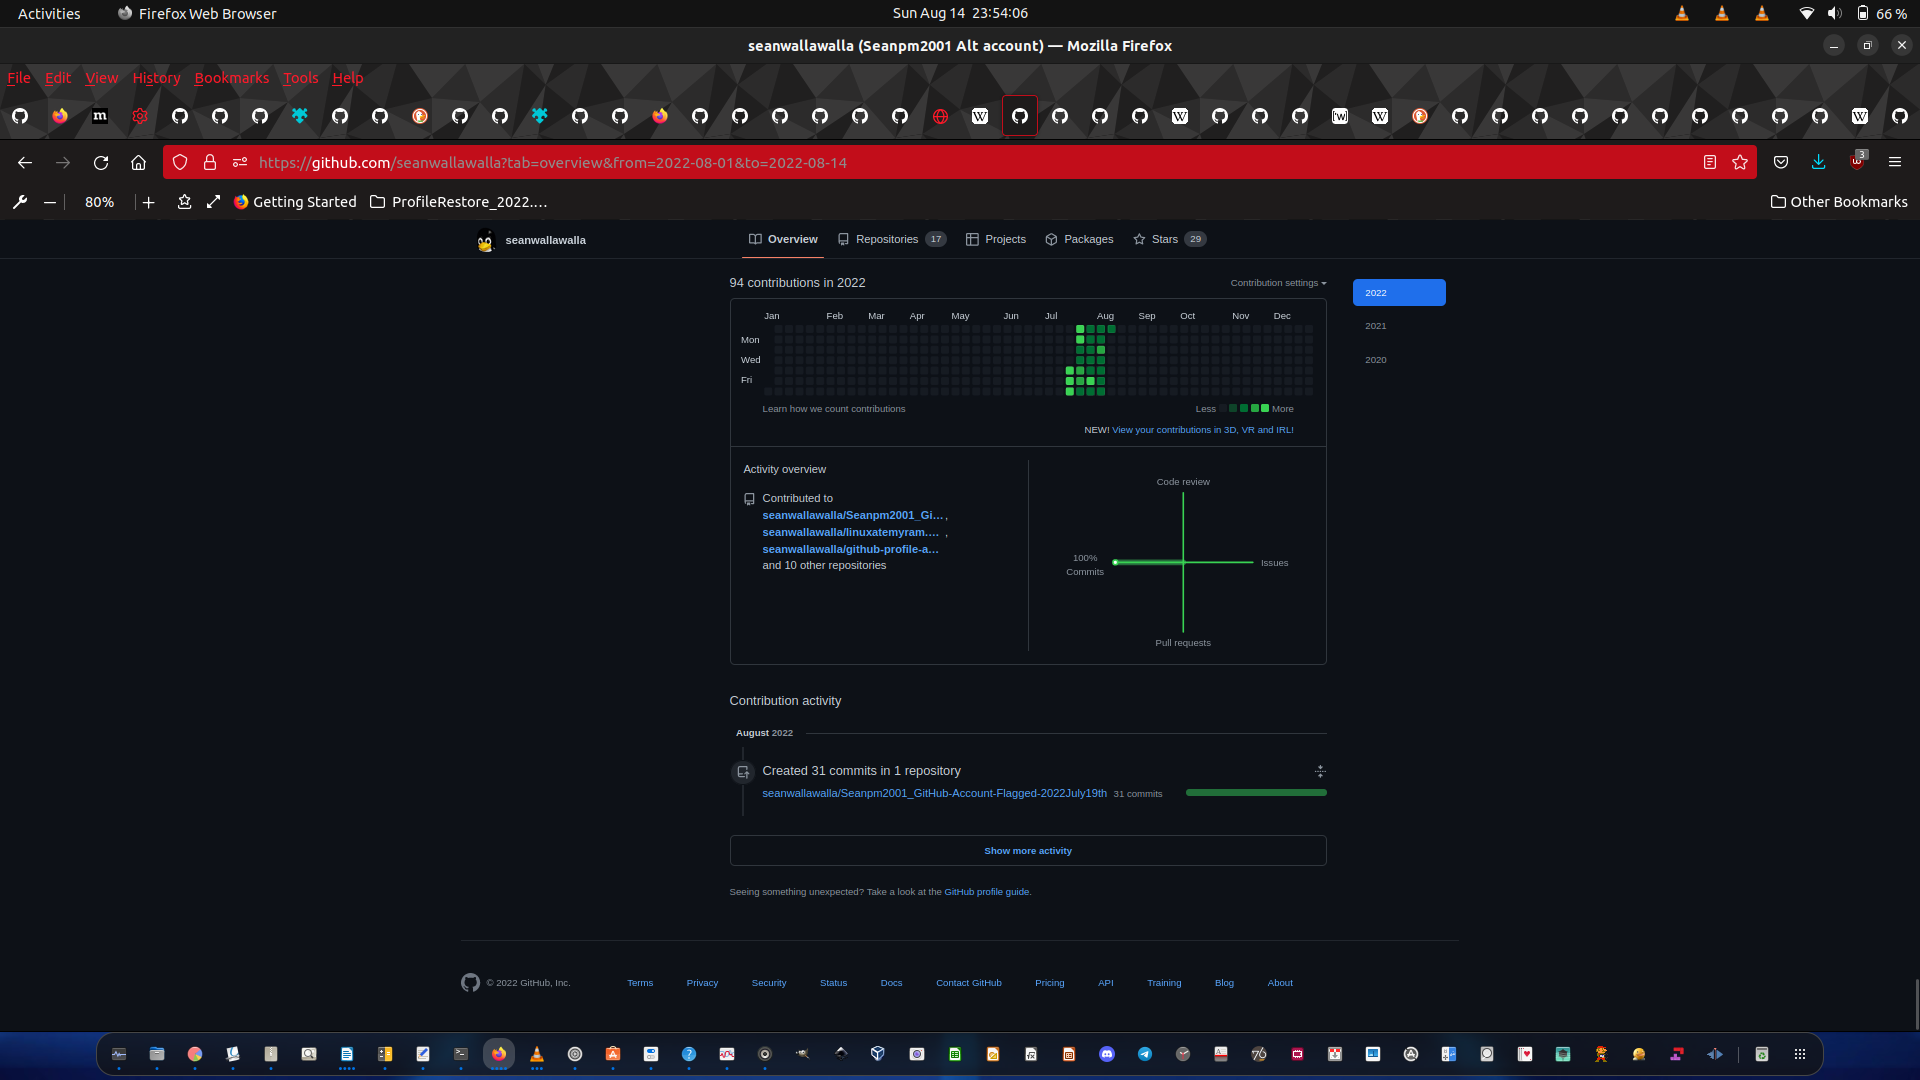 Activities
Firefox Web Browser
Sun Aug 14 23:54:06
66 %
seanwallawalla (Seanpm2001 Alt account) — Mozilla Firefox
File Edit View History Bookmarks Tools Help
https://github.com/seanwallawalla?tab=overview&from=2022-08-01&to=2022-08-14
3
80%
Getting Started
ProfileRestore_2022....
Other Bookmarks
seanwallawalla
Overview
Repositories 17
Projects
Packages
Stars 29
94 contributions in 2022
Contribution settings
2022
2021
2020
Jan Feb Mar Apr May Jun Jul Aug Sep Oct Nov Dec
Mon
Wed
Fri
Learn how we count contributions
Less More
NEW! View your contributions in 3D, VR and IRL!
Activity overview
Contributed to
seanwallawalla/Seanpm2001_Gi… ,
seanwallawalla/linuxatemyram.… ,
seanwallawalla/github-profile-a…
and 10 other repositories
Code review
100%
Commits
Issues
Pull requests
Contribution activity
August 2022
Created 31 commits in 1 repository
seanwallawalla/Seanpm2001_GitHub-Account-Flagged-2022July19th 31 commits
Show more activity
Seeing something unexpected? Take a look at the GitHub profile guide.
© 2022 GitHub, Inc.
Terms
Privacy
Security
Status
Docs
Contact GitHub
Pricing
API
Training
Blog
About